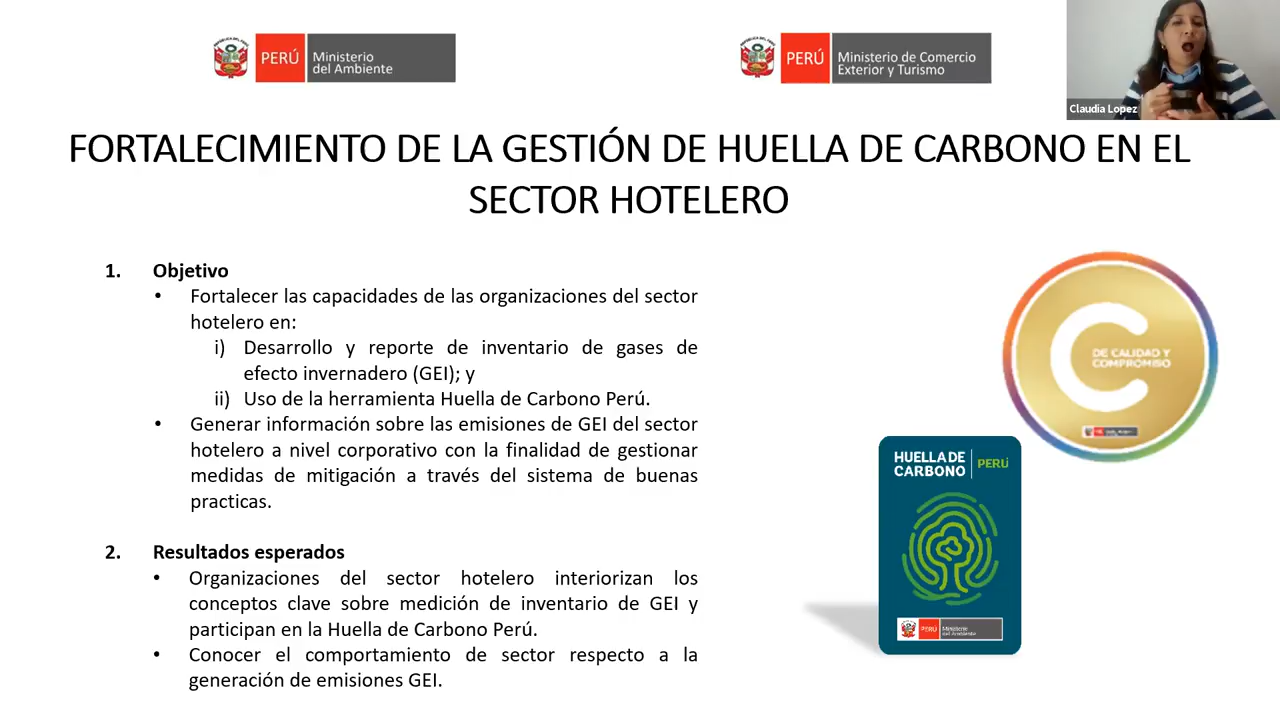 PERÚ
Ministerio
del Ambiente
PERÚ
Ministerio de Comercio
Exterior y Turismo
Claudia Lopez
FORTALECIMIENTO DE LA GESTIÓN DE HUELLA DE CARBONO EN EL
SECTOR HOTELERO
1. Objetivo
• Fortalecer las capacidades de las organizaciones del sector
hotelero en:
i) Desarrollo y reporte de inventario de gases de
efecto invernadero (GEI); y
ii) Uso de la herramienta Huella de Carbono Perú.
• Generar información sobre las emisiones de GEI del sector
hotelero a nivel corporativo con la finalidad de gestionar
medidas de mitigación a través del sistema de buenas
practicas.
2. Resultados esperados
• Organizaciones del sector hotelero interiorizan los
conceptos clave sobre medición de inventario de GEI y
participan en la Huella de Carbono Perú.
• Conocer el comportamiento de sector respecto a la
generación de emisiones GEI.
C
DE CALIDAD Y
COMPROMISO
HUELLA DE
CARBONO
PERÚ
PERÚ
Ministerio
del Ambiente